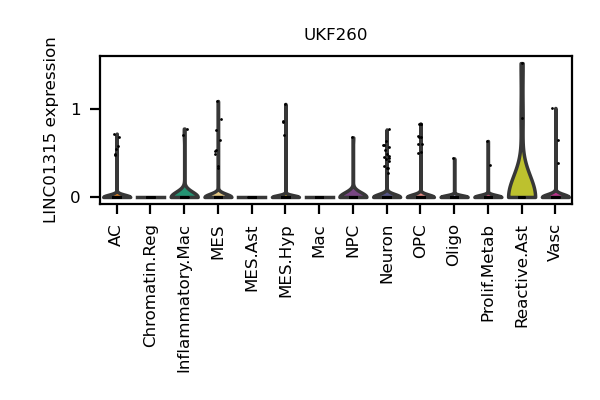 UKF260
LINC01315 expression
1
0
AC
Chromatin.Reg
Inflammatory.Mac
MES
MES.Ast
MES.Hyp
Mac
NPC
Neuron
OPC
Oligo
Prolif.Metab
Reactive.Ast
Vasc